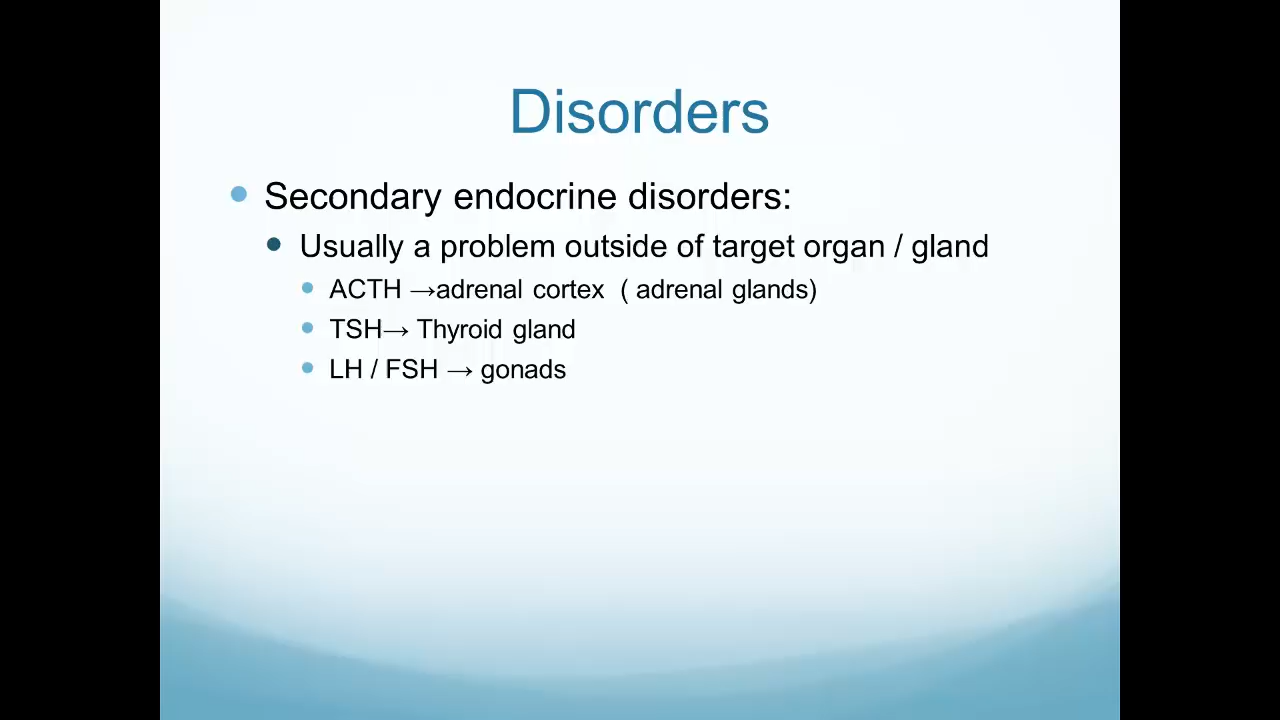 Disorders
Secondary endocrine disorders:
Usually a problem outside of target organ / gland
ACTH →adrenal cortex  ( adrenal glands)
TSH→ Thyroid gland
LH / FSH → gonads